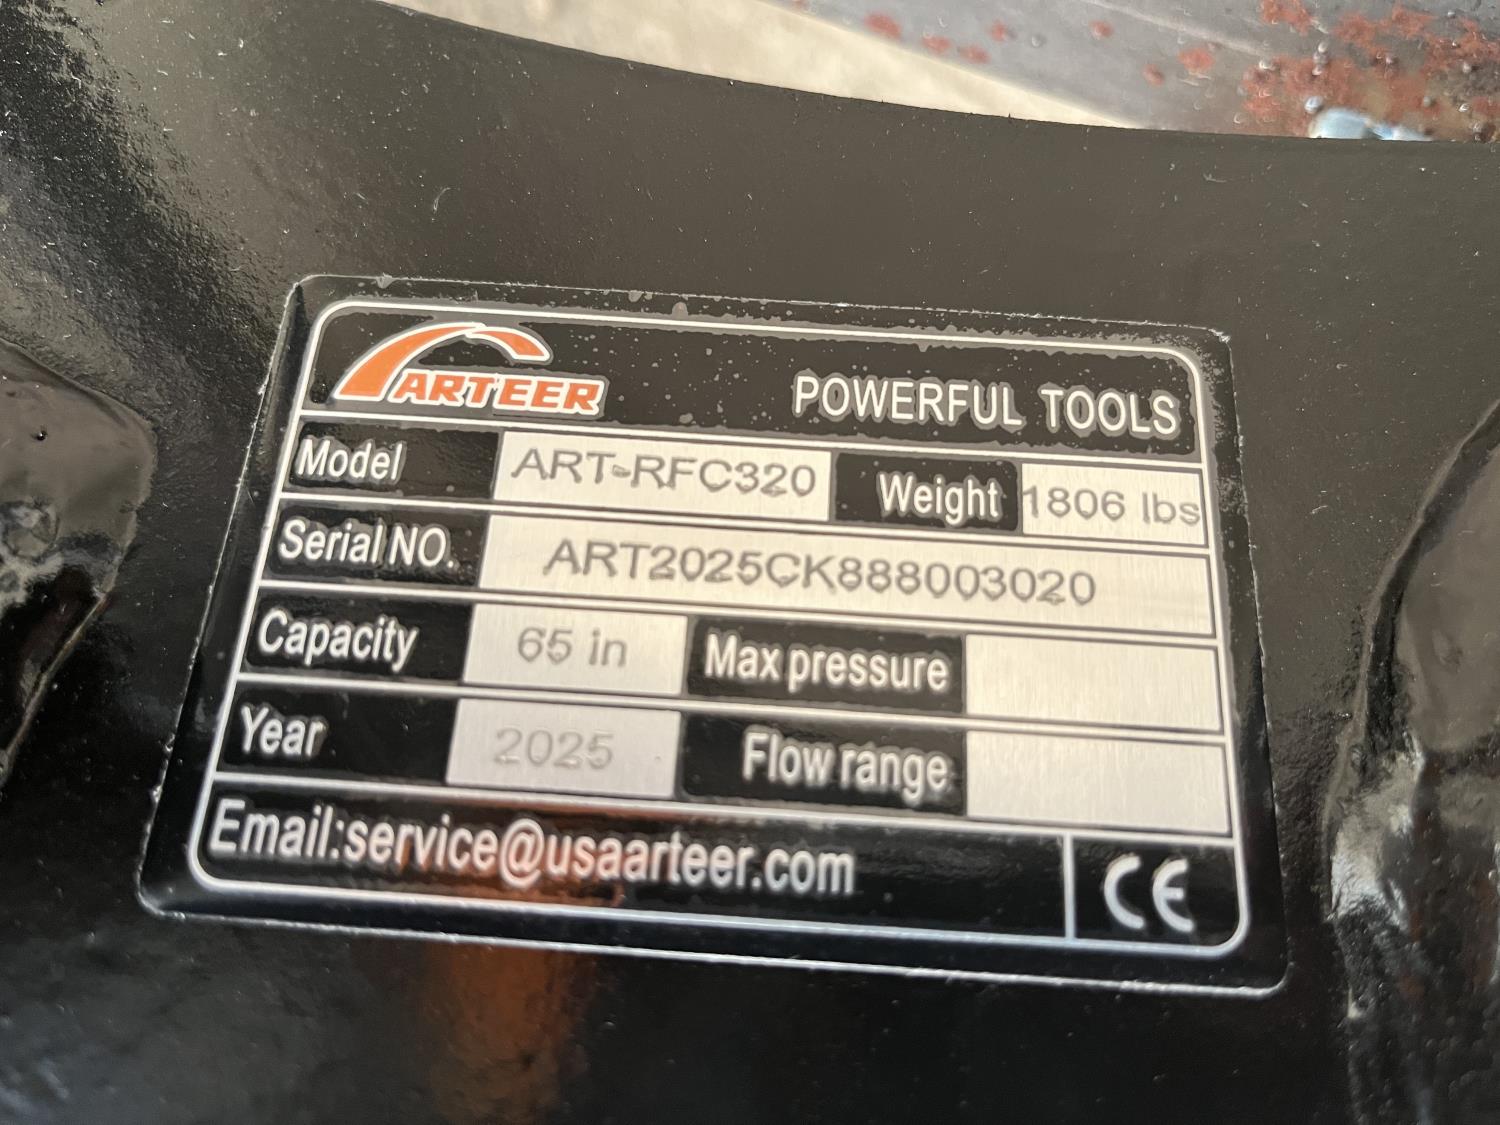 ARTEER POWERFUL TOOLS
Model ART-RFC320 Weight 1806 lbs
Serial NO. ART2025CK888003020
Capacity 65 in Max pressure
Year 2025 Flow range
Email:service@usaarteer.com CE